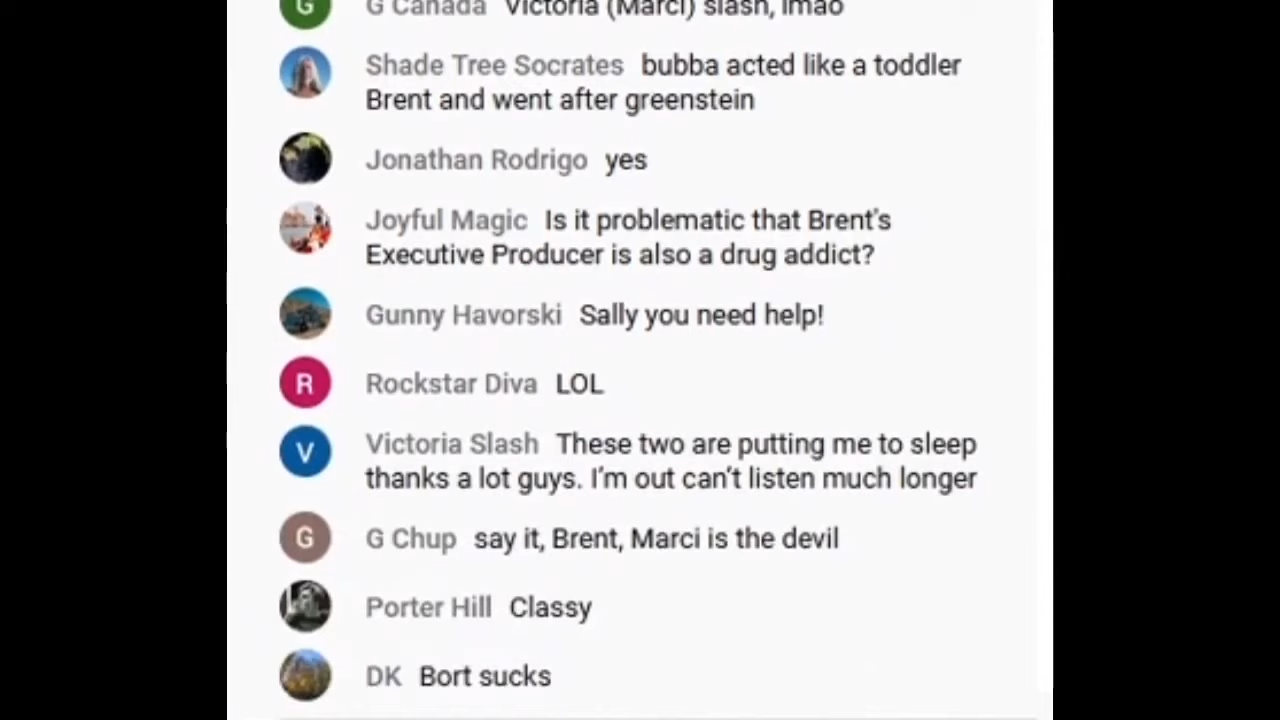 G
G Canada Victoria (Marci) slash, lmao
Shade Tree Socrates bubba acted like a toddler
Brent and went after greenstein
Jonathan Rodrigo yes
Joyful Magic Is it problematic that Brent's
Executive Producer is also a drug addict?
Gunny Havorski Sally you need help!
R
Rockstar Diva LOL
V
Victoria Slash These two are putting me to sleep
thanks a lot guys. I'm out can't listen much longer
G
G Chup say it, Brent, Marci is the devil
Porter Hill Classy
DK Bort sucks